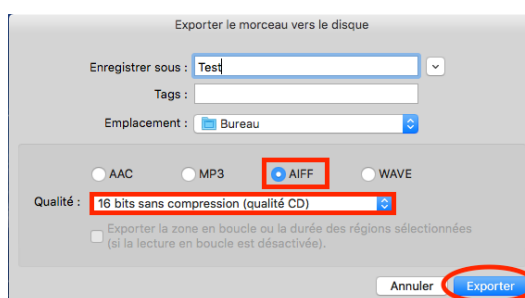 Exporter le morceau vers le disque
Enregistrer sous : Test
Tags :
Emplacement : Bureau
AAC MP3 AIFF WAVE
Qualité : 16 bits sans compression (qualité CD)
Exporter la zone en boucle ou la durée des régions sélectionnées
(si la lecture en boucle est désactivée).
Annuler Exporter